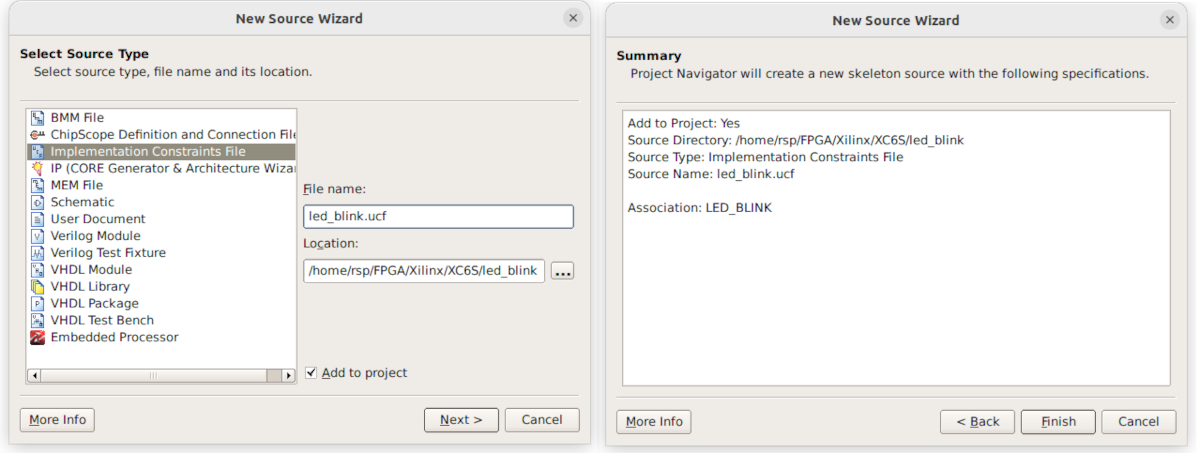 New Source Wizard
Select Source Type
Select source type, file name and its location.
BMM File
ChipScope Definition and Connection File
Implementation Constraints File
IP (CORE Generator & Architecture Wiza
MEM File
Schematic
User Document
Verilog Module
Verilog Test Fixture
VHDL Module
VHDL Library
VHDL Package
VHDL Test Bench
Embedded Processor
File name:
led_blink.ucf
Location:
/home/rsp/FPGA/Xilinx/XC6S/led_blink
...
Add to project
More Info
Next >
Cancel
New Source Wizard
Summary
Project Navigator will create a new skeleton source with the following specifications.
Add to Project: Yes
Source Directory: /home/rsp/FPGA/Xilinx/XC6S/led_blink
Source Type: Implementation Constraints File
Source Name: led_blink.ucf
Association: LED_BLINK
More Info
< Back
Finish
Cancel